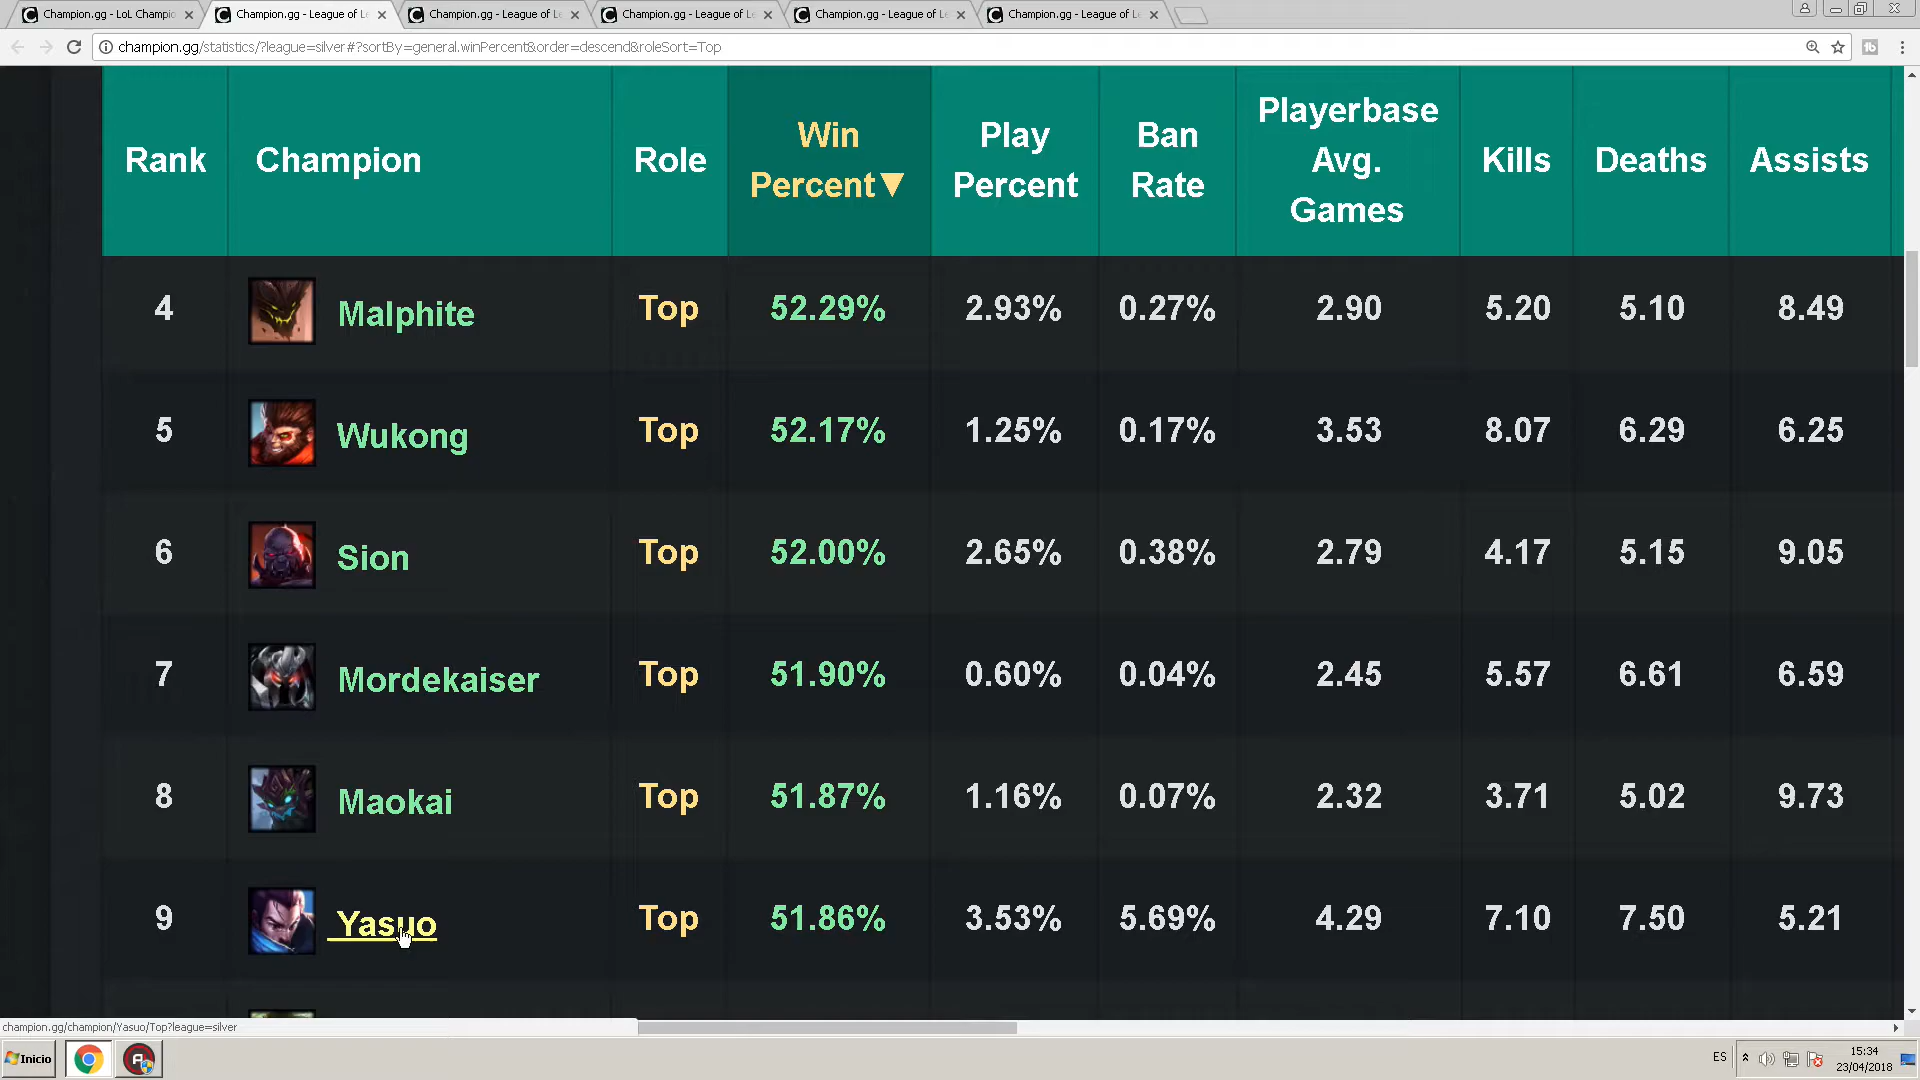 Champion.gg - LoL Champio
Champion.gg - League of Le
Champion.gg - League of Le
Champion.gg - League of Le
Champion.gg - League of Le
Champion.gg - League of Le
champion.gg/statistics/?league=silver#?sortBy=general.winPercent&order=descend&roleSort=Top
Rank Champion Role Win Percent▼ Play Percent Ban Rate Playerbase Avg. Games Kills Deaths Assists
4 Malphite Top 52.29% 2.93% 0.27% 2.90 5.20 5.10 8.49
5 Wukong Top 52.17% 1.25% 0.17% 3.53 8.07 6.29 6.25
6 Sion Top 52.00% 2.65% 0.38% 2.79 4.17 5.15 9.05
7 Mordekaiser Top 51.90% 0.60% 0.04% 2.45 5.57 6.61 6.59
8 Maokai Top 51.87% 1.16% 0.07% 2.32 3.71 5.02 9.73
9 Yasuo Top 51.86% 3.53% 5.69% 4.29 7.10 7.50 5.21
champion.gg/champion/Yasuo/Top?league=silver
Inicio
ES
15:34
23/04/2018